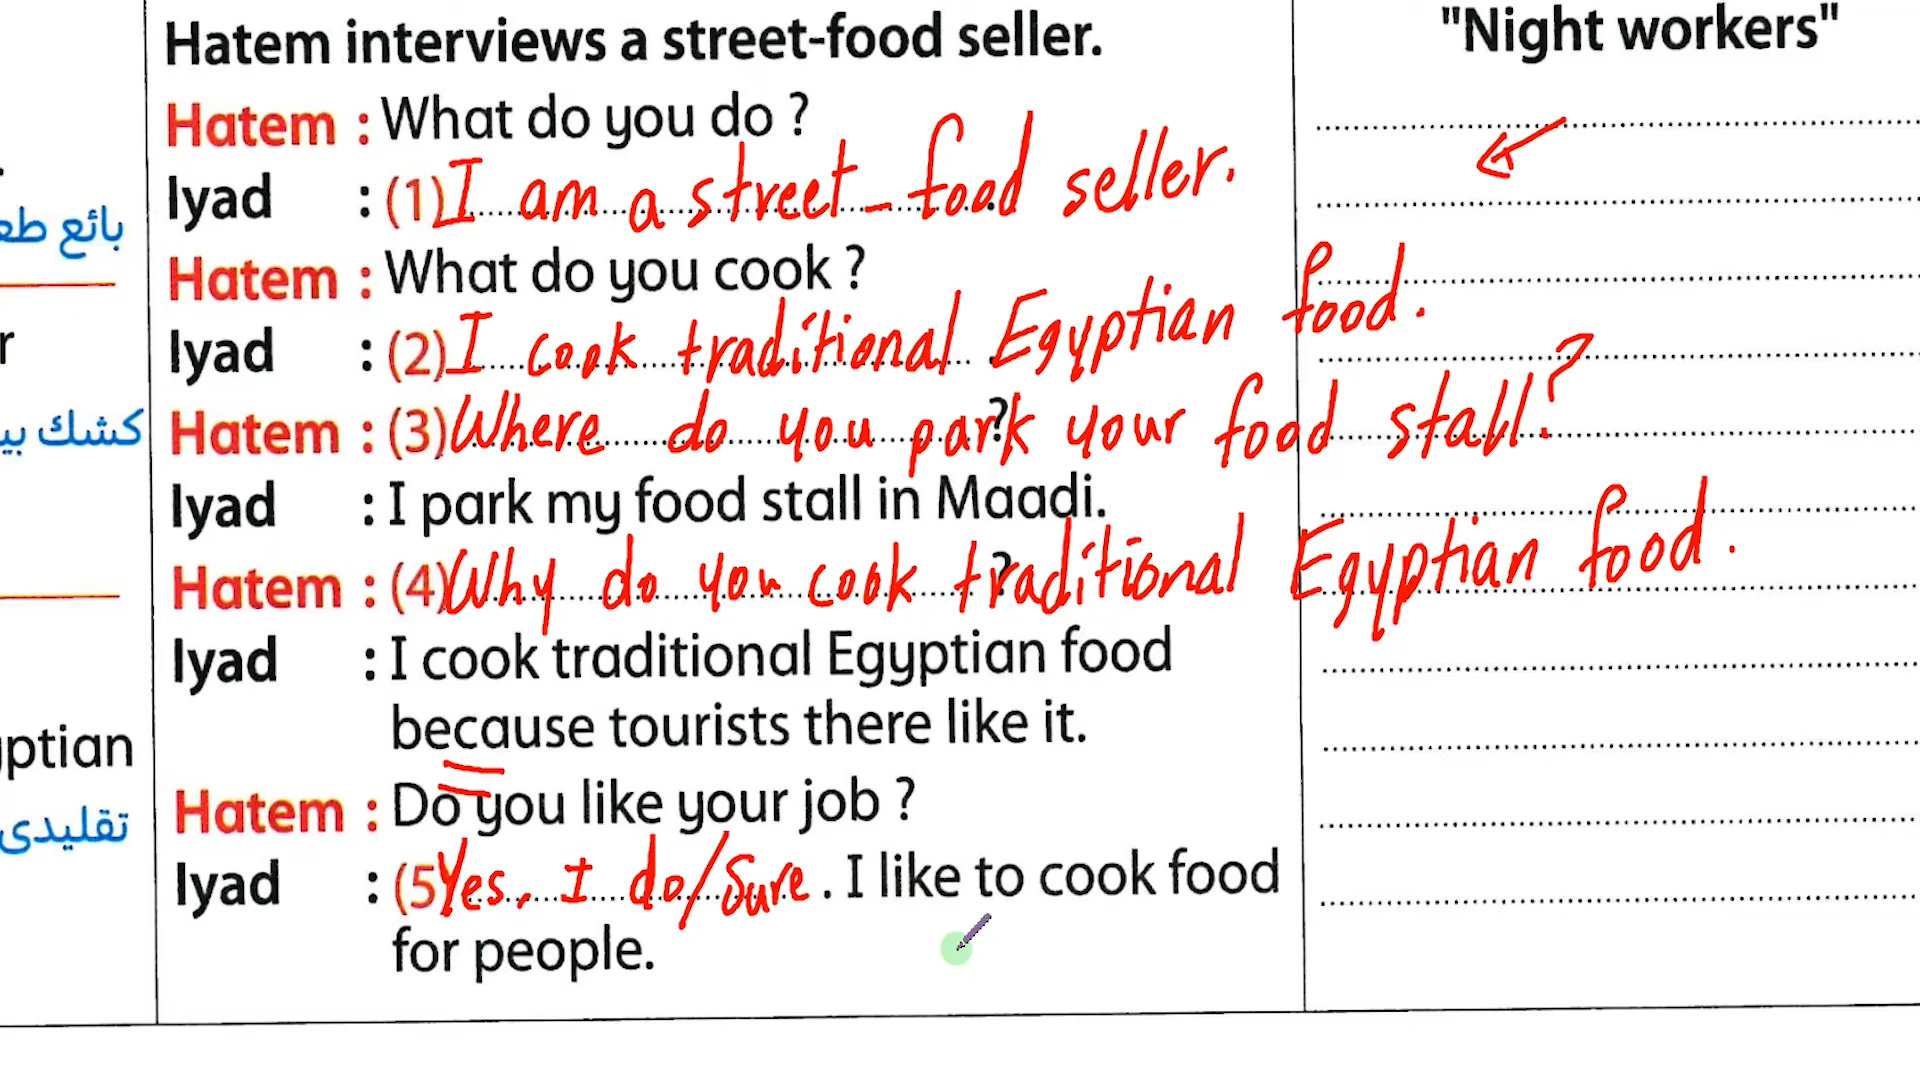 Hatem interviews a street-food seller.
"Night workers"
Hatem : What do you do ?
Iyad : (1) I am a street-food seller.
بائع
Hatem : What do you cook ?
Iyad : (2) I cook traditional Egyptian food.
r
Hatem : (3) Where do you park your food stall?
كشك
Iyad : I park my food stall in Maadi.
Hatem : (4) Why do you cook traditional Egyptian food. ?
Iyad : I cook traditional Egyptian food
because tourists there like it.
yptian
Hatem : Do you like your job ?
تقليدى
Iyad : (5) Yes, I do/Sure. I like to cook food
for people.